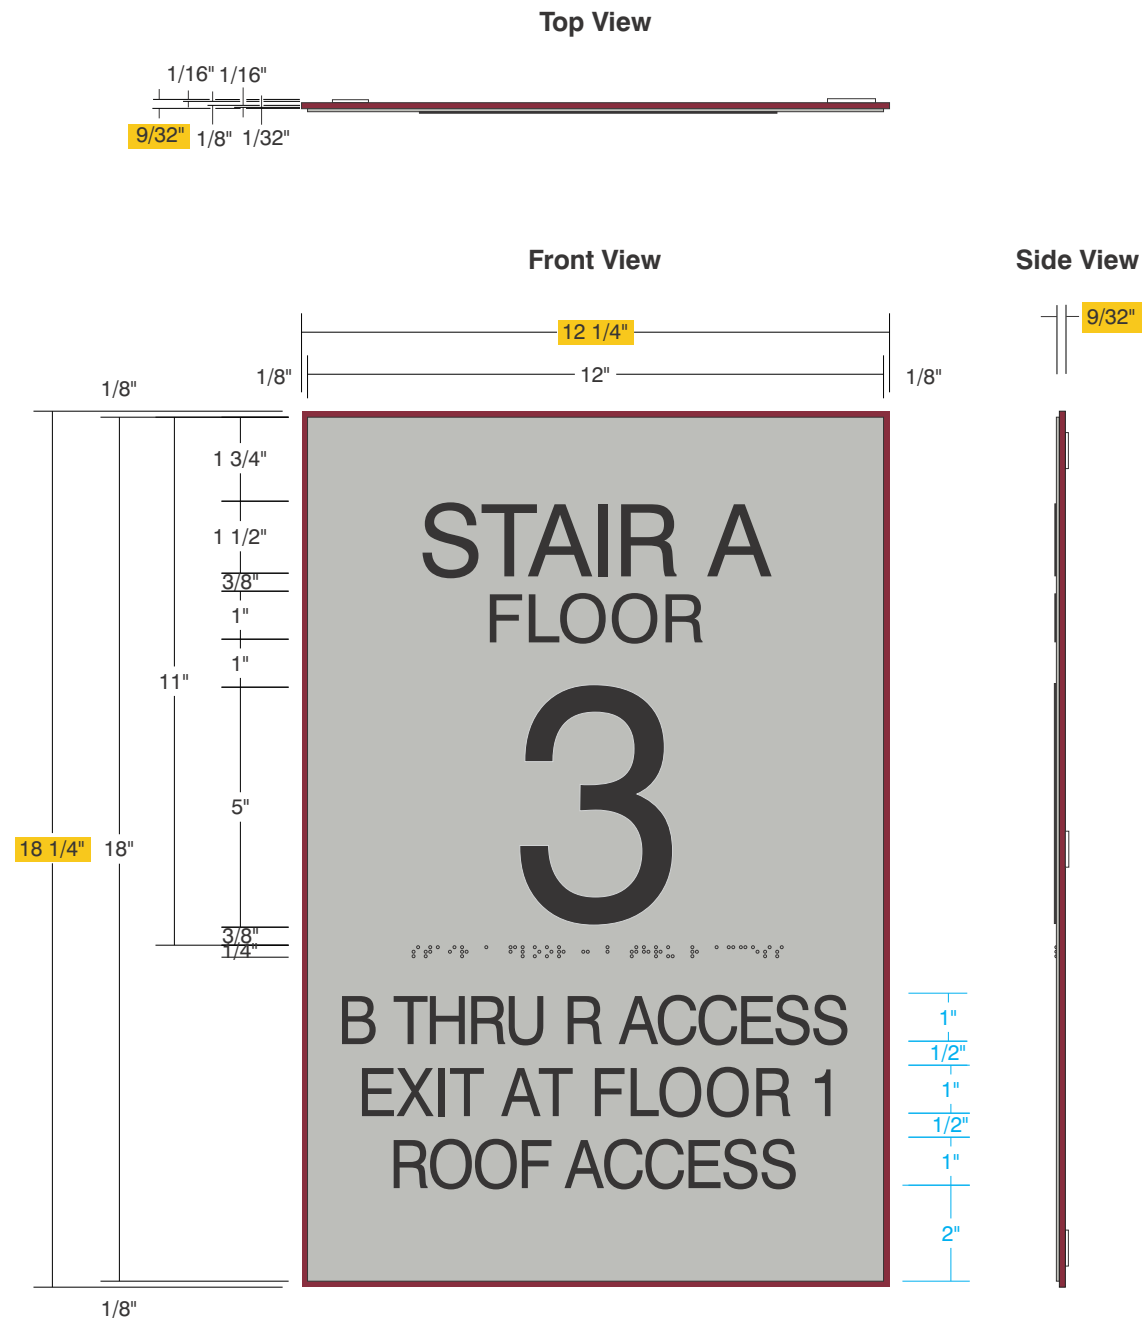 Top View
1/16" 1/16"
9/32" 1/8" 1/32"
Front View
Side View
9/32"
12 1/4"
1/8" 12" 1/8"
1/8"
1 3/4"
1 1/2"
3/8"
1"
1"
11"
5"
18 1/4" 18"
3/8"
1/4"
1/8"
STAIR A
FLOOR
3
B THRU R ACCESS
EXIT AT FLOOR 1
ROOF ACCESS
1"
1/2"
1"
1/2"
1"
2"